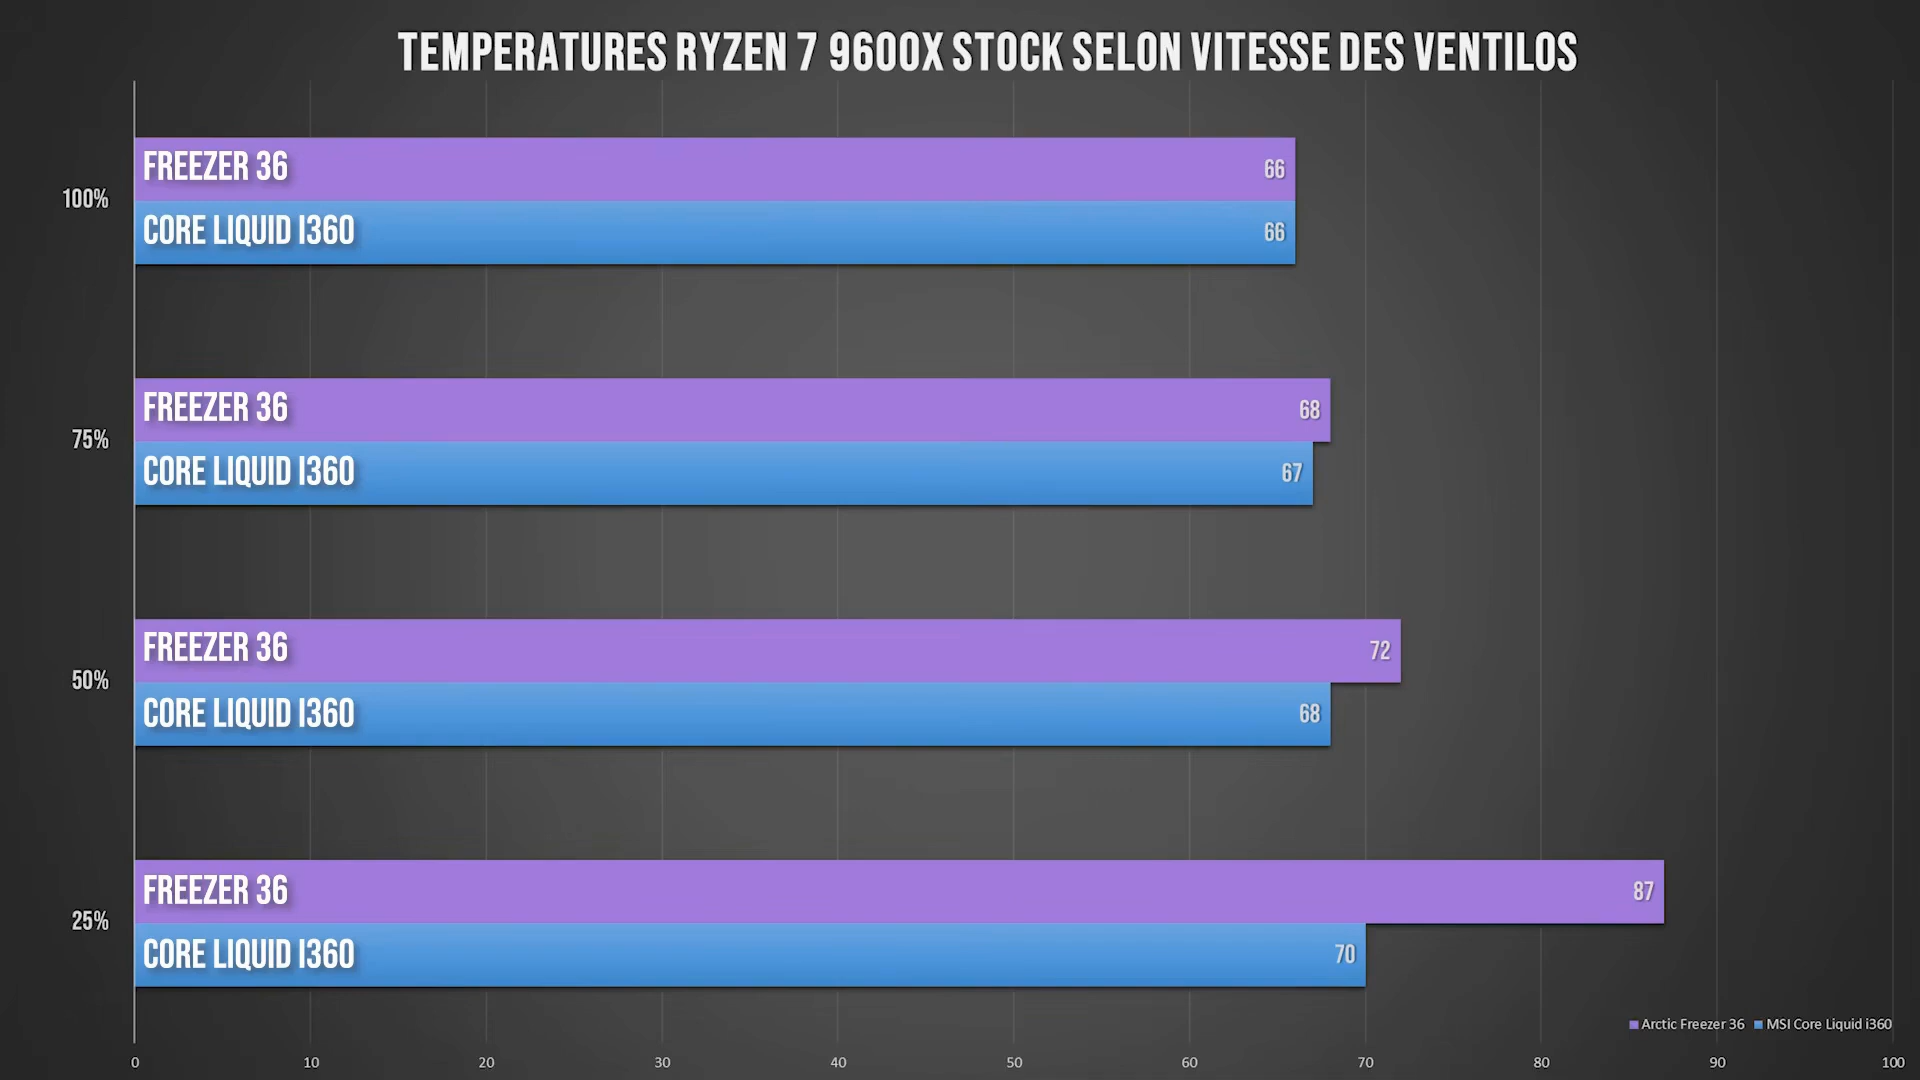 TEMPERATURES RYZEN 7 9600X STOCK SELON VITESSE DES VENTILOS
100%
FREEZER 36
66
CORE LIQUID I360
66
75%
FREEZER 36
68
CORE LIQUID I360
67
50%
FREEZER 36
72
CORE LIQUID I360
68
25%
FREEZER 36
87
CORE LIQUID I360
70
Arctic Freezer 36 MSI Core Liquid i360
0 10 20 30 40 50 60 70 80 90 100